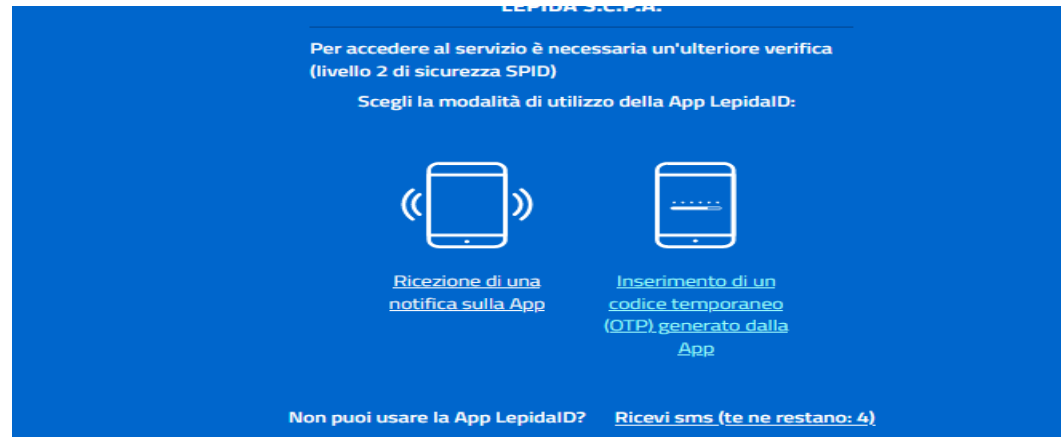 LEPIDA S.C.P.A.
Per accedere al servizio è necessaria un'ulteriore verifica
(livello 2 di sicurezza SPID)
Scegli la modalità di utilizzo della App LepidaID:
Ricezione di una
notifica sulla App
Inserimento di un
codice temporaneo
(OTP) generato dalla
App
Non puoi usare la App LepidaID? Ricevi sms (te ne restano: 4)